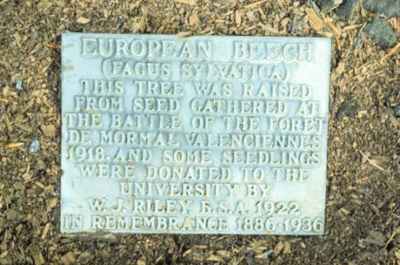 EUROPEAN BEECH
(FAGUS SYLVATICA)
THIS TREE WAS RAISED
FROM SEED GATHERED AT
THE BATTLE OF THE FORET
DE MORMAL VALENCIENNES
1918. AND SOME SEEDLINGS
WERE DONATED TO THE
UNIVERSITY BY
W. J. RILEY B.S.A. 1922
IN REMEMBRANCE 1886-1936